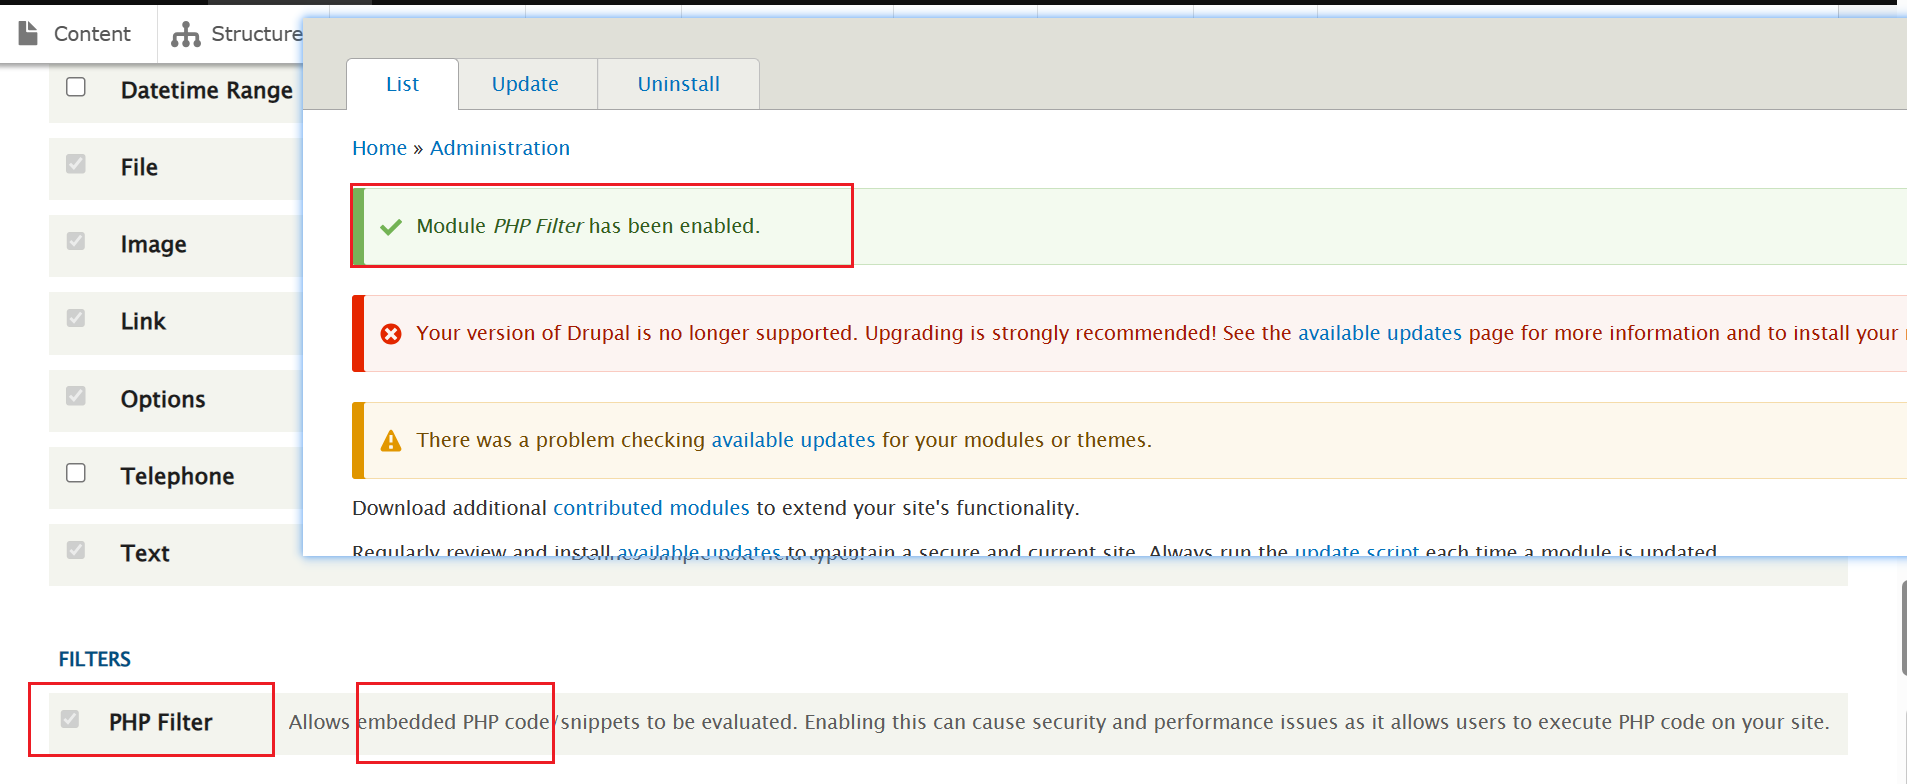 Content
Structure
Datetime Range
File
Image
Link
Options
Telephone
Text
List
Update
Uninstall
Home » Administration
Module PHP Filter has been enabled.
Your version of Drupal is no longer supported. Upgrading is strongly recommended! See the available updates page for more information and to install your
There was a problem checking available updates for your modules or themes.
Download additional contributed modules to extend your site's functionality.
Regularly review and install available updates to maintain a secure and current site. Always run the update script each time a module is updated
Defines simple text field types.
FILTERS
PHP Filter
Allows embedded PHP code/snippets to be evaluated. Enabling this can cause security and performance issues as it allows users to execute PHP code on your site.